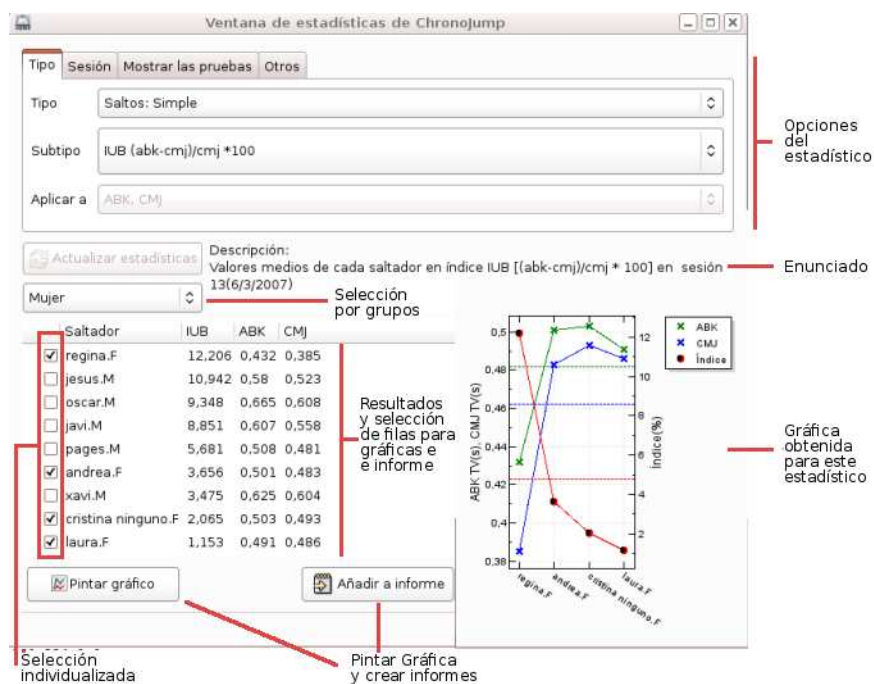 Ventana de estadísticas de ChronoJump
Tipo Sesión Mostrar las pruebas Otros
Tipo Saltos: Simple
Subtipo IUB (abk-cmj)/cmj *100
Aplicar a ABK, CMJ
Opciones
del
estadístico
Actualizar estadísticas
Descripción:
Valores medios de cada saltador en índice IUB [(abk-cmj)/cmj * 100] en sesión
13(6/3/2007)
Enunciado
Mujer
Selección
por grupos
Saltador IUB ABK CMJ
regina.F 12,206 0,432 0,385
jesus.M 10,942 0,58 0,523
oscar.M 9,348 0,665 0,608
javi.M 8,851 0,607 0,558
pages.M 5,681 0,508 0,481
andrea.F 3,656 0,501 0,483
xavi.M 3,475 0,625 0,604
cristina ninguno.F 2,065 0,503 0,493
laura.F 1,153 0,491 0,486
Resultados
y selección
de filas para
gráficas e
e informe
ABK
CMJ
Índice
ABK TV(s), CMJ TV(s)
0,5
0,48
0,46
0,44
0,42
0,4
0,38
Índice(%)
12
10
8
6
4
2
regina.F
andrea.F
cristina ninguno.F
laura.F
Gráfica
obtenida
para este
estadístico
Pintar gráfico
Añadir a informe
Selección
individualizada
Pintar Gráfica
y crear informes